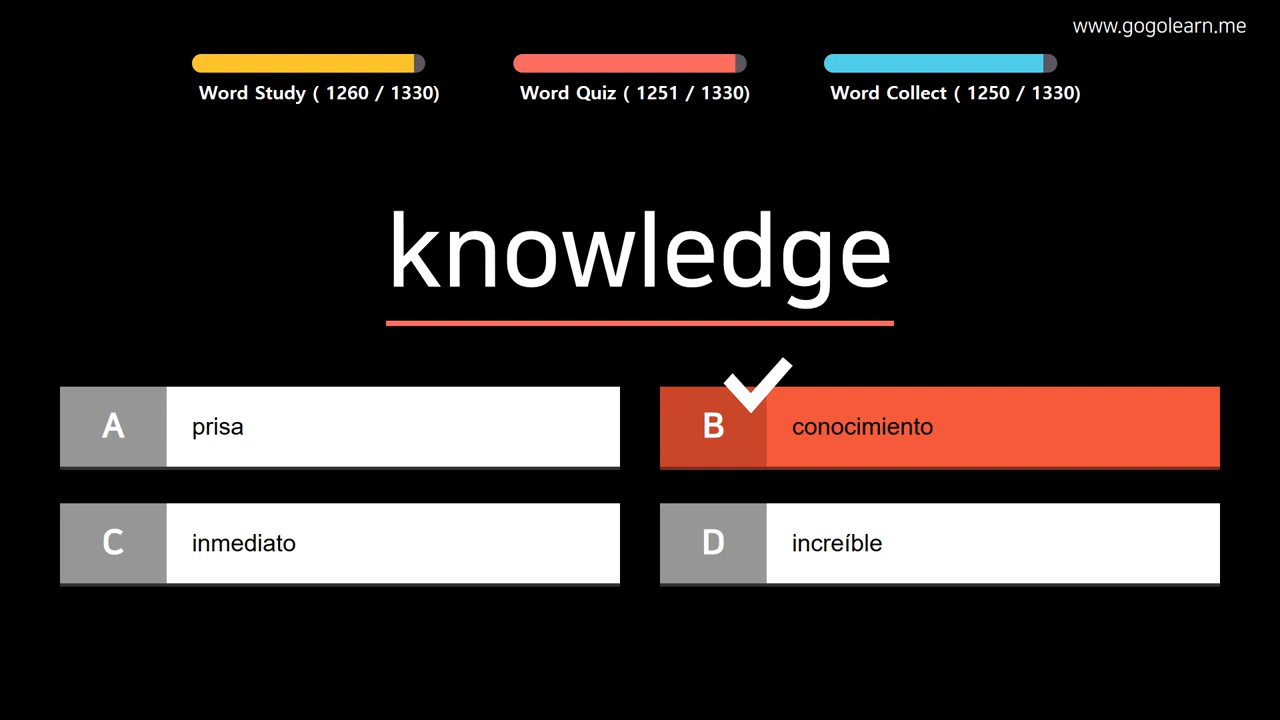 www.gogolearn.me
Word Study ( 1260 / 1330)
Word Quiz ( 1251 / 1330)
Word Collect ( 1250 / 1330)
knowledge
A prisa
B conocimiento
C inmediato
D increíble